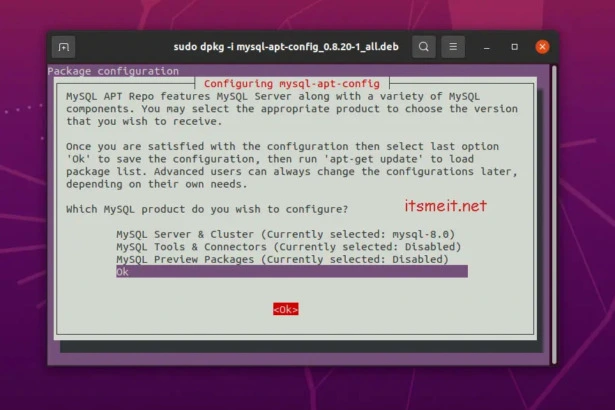 sudo dpkg -i mysql-apt-config_0.8.20-1_all.deb
Package configuration
Configuring mysql-apt-config
MySQL APT Repo features MySQL Server along with a variety of MySQL
components. You may select the appropriate product to choose the version
that you wish to receive.
Once you are satisfied with the configuration then select last option
'Ok' to save the configuration, then run 'apt-get update' to load
package list. Advanced users can always change the configurations later,
depending on their own needs.
Which MySQL product do you wish to configure?
itsmeit.net
MySQL Server & Cluster (Currently selected: mysql-8.0)
MySQL Tools & Connectors (Currently selected: Disabled)
MySQL Preview Packages (Currently selected: Disabled)
Ok
<Ok>